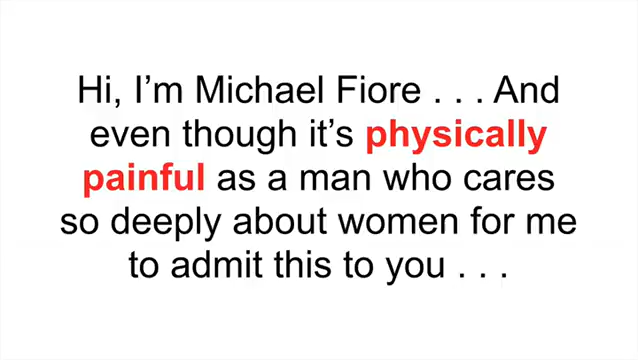 Hi, I’m Michael Fiore . . . And
even though it’s physically
painful as a man who cares
so deeply about women for me
to admit this to you . . .